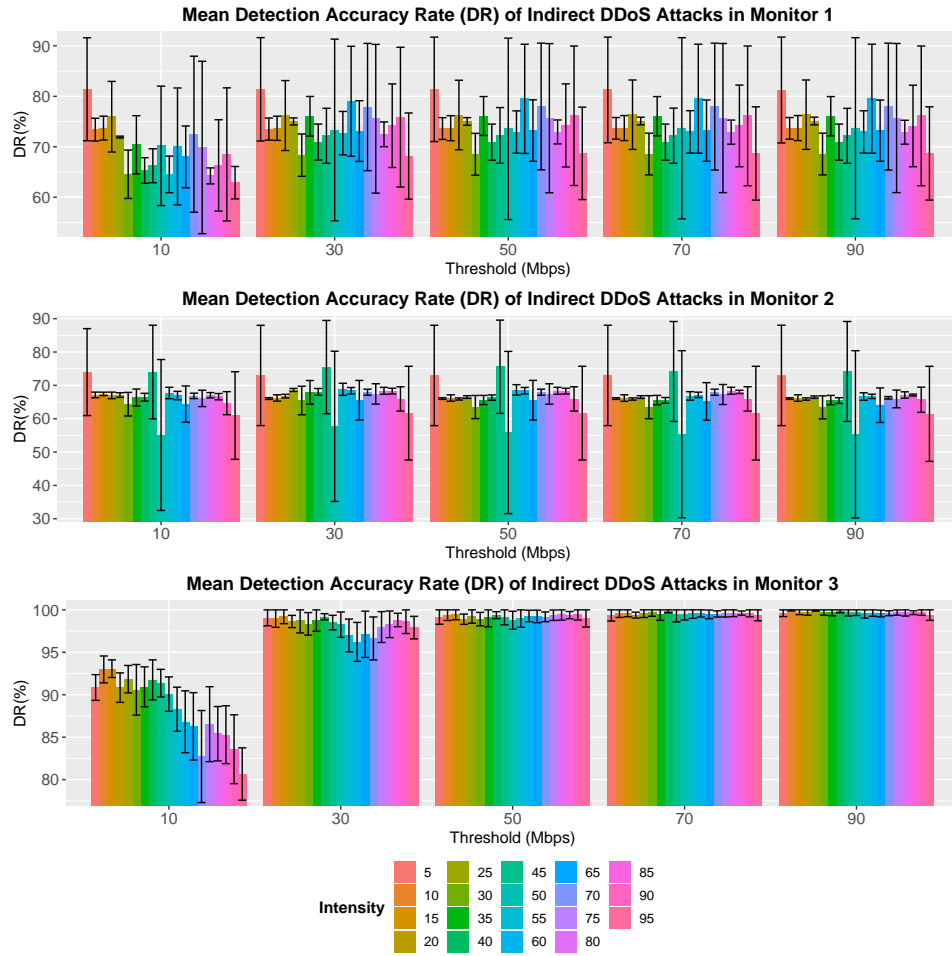 Mean Detection Accuracy Rate (DR) of Indirect DDoS Attacks in Monitor 1
90
80
70
60
DR(%)
10 30 50 70 90
Threshold (Mbps)
Mean Detection Accuracy Rate (DR) of Indirect DDoS Attacks in Monitor 2
90
80
70
60
50
40
30
DR(%)
10 30 50 70 90
Threshold (Mbps)
Mean Detection Accuracy Rate (DR) of Indirect DDoS Attacks in Monitor 3
100
95
90
85
80
DR(%)
10 30 50 70 90
Threshold (Mbps)
Intensity
5 25 45 65 85
10 30 50 70 90
15 35 55 75 95
20 40 60 80